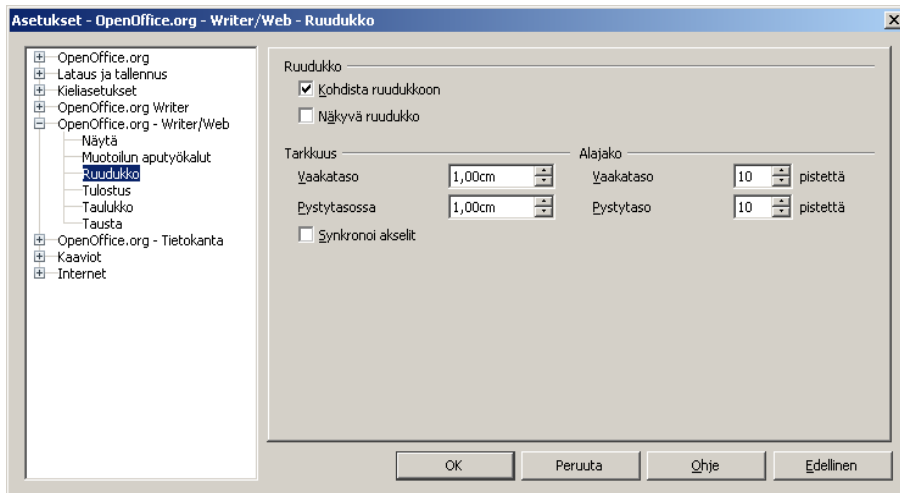 Asetukset - OpenOffice.org - Writer/Web - Ruudukko
OpenOffice.org
Lataus ja tallennus
Kieliasetukset
OpenOffice.org Writer
OpenOffice.org - Writer/Web
Näytä
Muotoilun aputyökalut
Ruudukko
Tulostus
Taulukko
Tausta
OpenOffice.org - Tietokanta
Kaaviot
Internet
Ruudukko
Kohdista ruudukkoon
Näkyvä ruudukko
Tarkkuus
Vaakataso 1,00cm
Pystytasossa 1,00cm
Synkronoi akselit
Alajako
Vaakataso 10 pistettä
Pystytaso 10 pistettä
OK Peruuta Ohje Edellinen